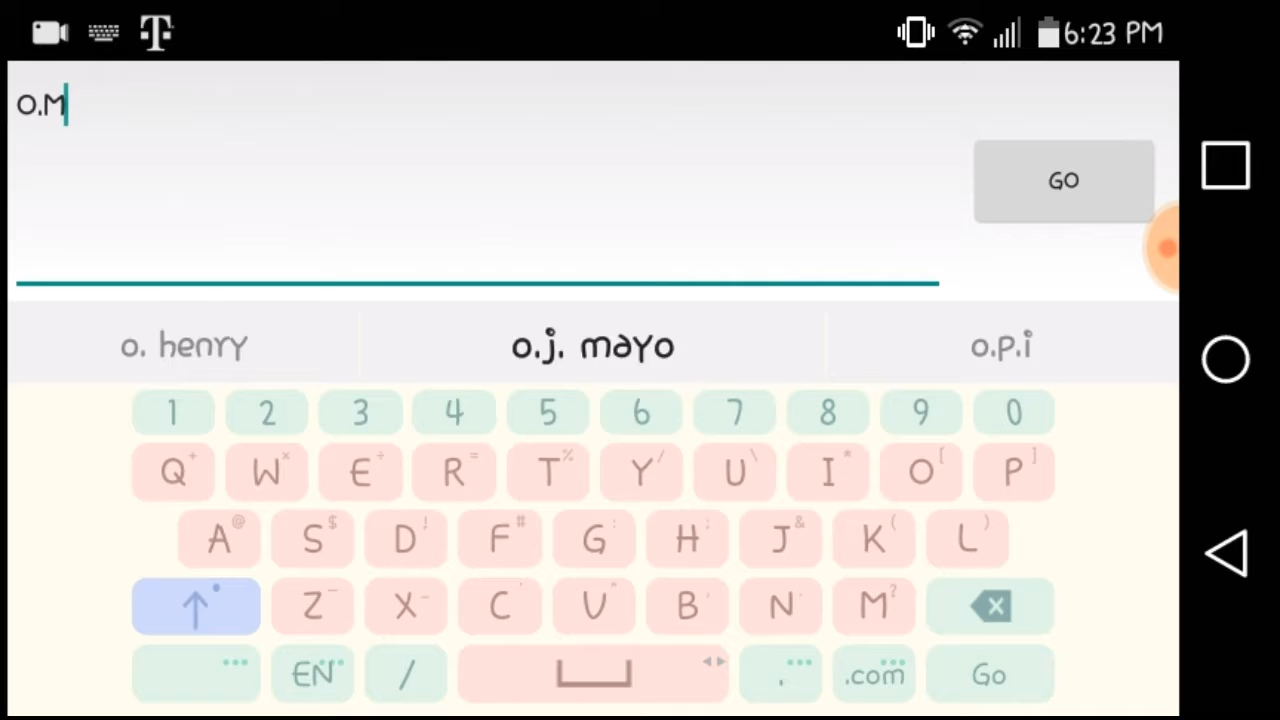 6:23 PM
O.M
GO
o. henry o.j. mayo o.p.i
1 2 3 4 5 6 7 8 9 0
Q + W × E ÷ R = T % Y / U \ I * O [ P ]
A @ S $ D ! F # G : H ; J & K ( L )
Z _ X - C ' V " B , N . M ?
EN / . .com Go